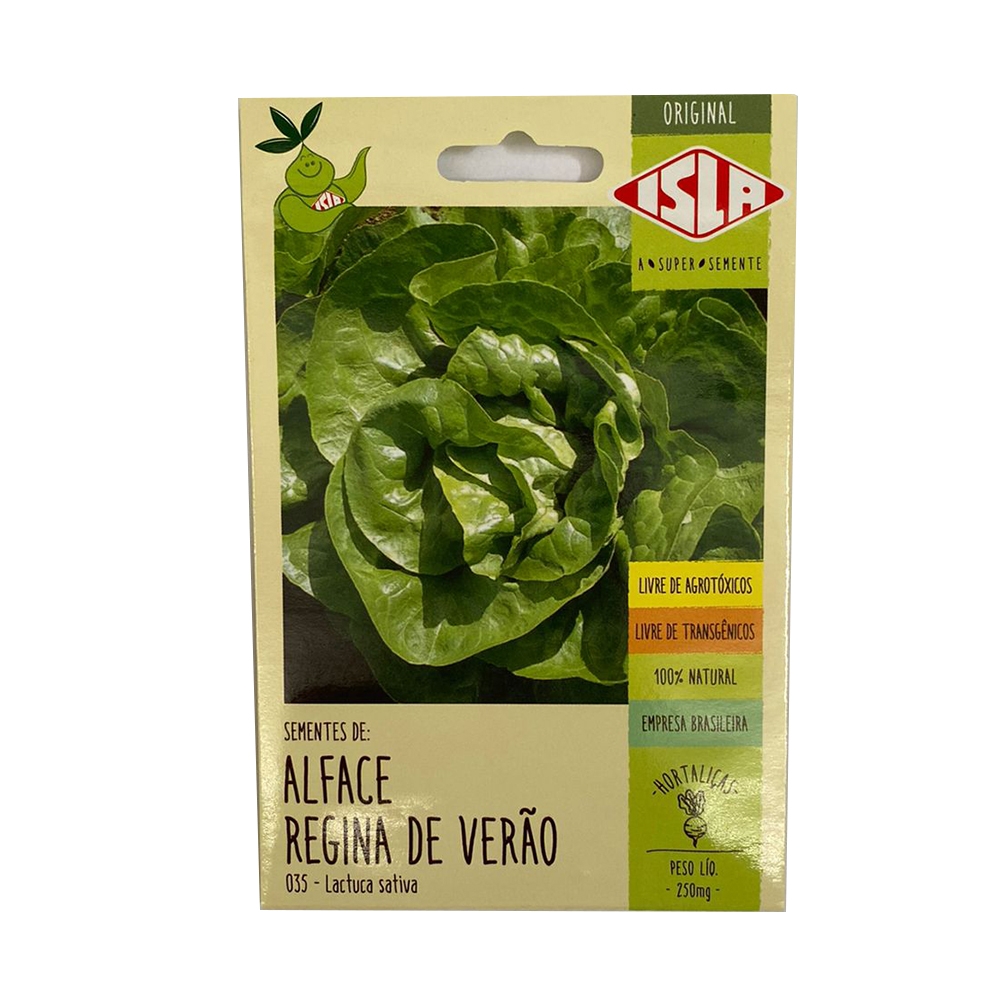 ORIGINAL
ISLA
ISLA
A SUPER SEMENTE
LIVRE DE AGROTÓXICOS
LIVRE DE TRANSGÊNICOS
100% NATURAL
EMPRESA BRASILEIRA
SEMENTES DE:
ALFACE
REGINA DE VERÃO
035 - Lactuca sativa
-HORTALIÇAS-
PESO LÍQ.
- 250mg -